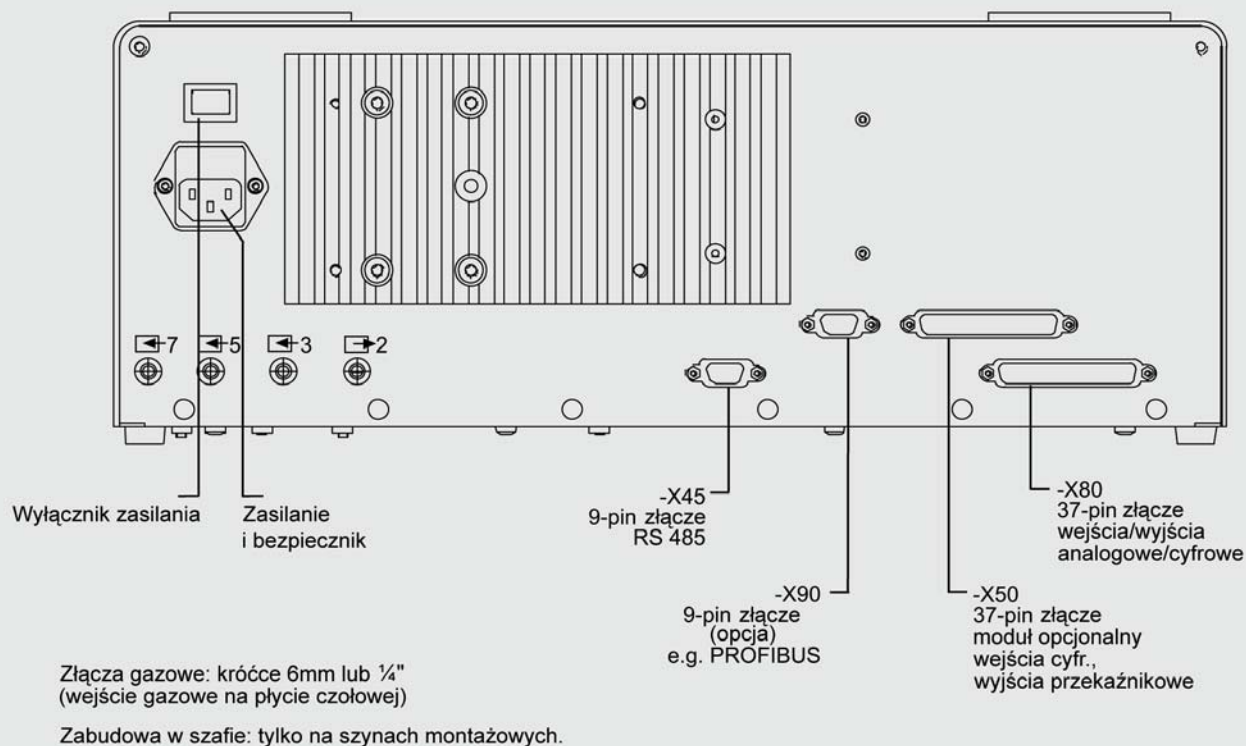 7
5
3
2
Wyłącznik zasilania
Zasilanie
i bezpiecznik
-X45
9-pin złącze
RS 485
-X80
37-pin złącze
wejścia/wyjścia
analogowe/cyfrowe
-X90
9-pin złącze
(opcja)
e.g. PROFIBUS
-X50
37-pin złącze
moduł opcjonalny
wejścia cyfr.,
wyjścia przekaźnikowe
Złącza gazowe: króćce 6mm lub ¼"
(wejście gazowe na płycie czołowej)
Zabudowa w szafie: tylko na szynach montażowych.